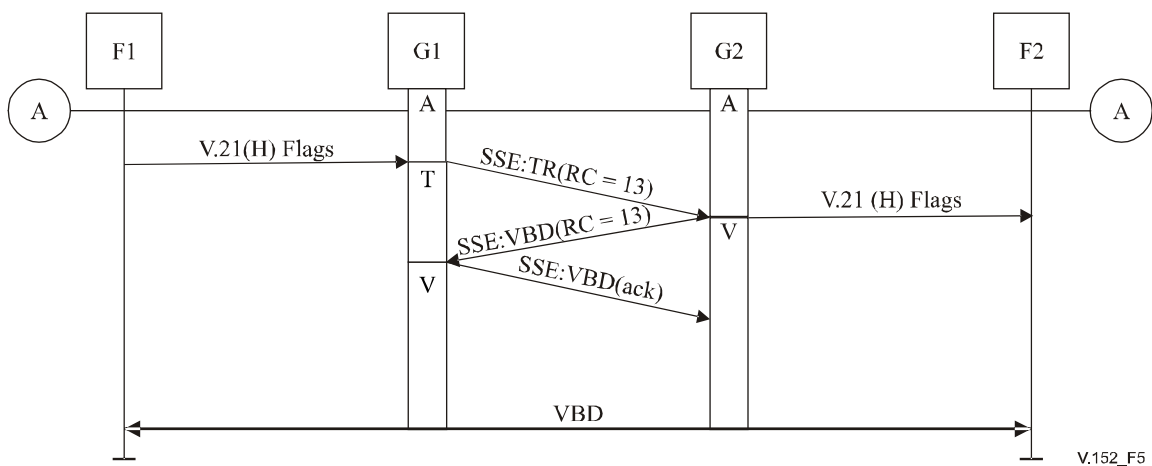 F1
G1
G2
F2
A
A
A
A
V.21(H) Flags
SSE:TR(RC = 13)
T
V.21 (H) Flags
SSE:VBD(RC = 13)
V
SSE:VBD(ack)
V
VBD
V.152_F5